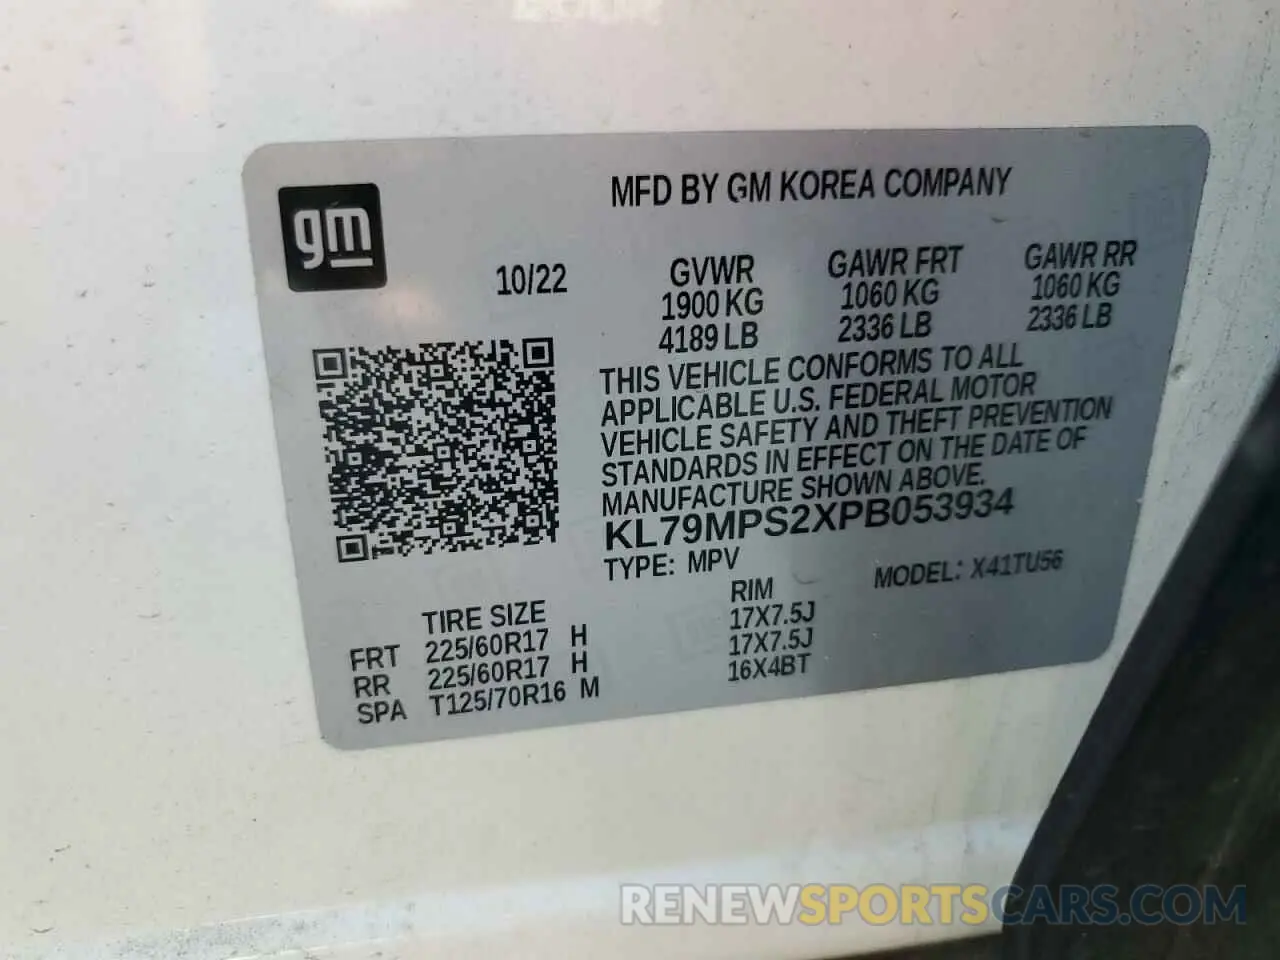 MFD BY GM KOREA COMPANY
gm
10/22
GVWR GAWR FRT GAWR RR
1900 KG 1060 KG 1060 KG
4189 LB 2336 LB 2336 LB
THIS VEHICLE CONFORMS TO ALL
APPLICABLE U.S. FEDERAL MOTOR
VEHICLE SAFETY AND THEFT PREVENTION
STANDARDS IN EFFECT ON THE DATE OF
MANUFACTURE SHOWN ABOVE.
KL79MPS2XPB053934
TYPE: MPV MODEL: X41TU56
TIRE SIZE RIM
FRT 225/60R17 H 17X7.5J
RR 225/60R17 H 17X7.5J
SPA T125/70R16 M 16X4BT
RENEWSPORTSCARS.COM